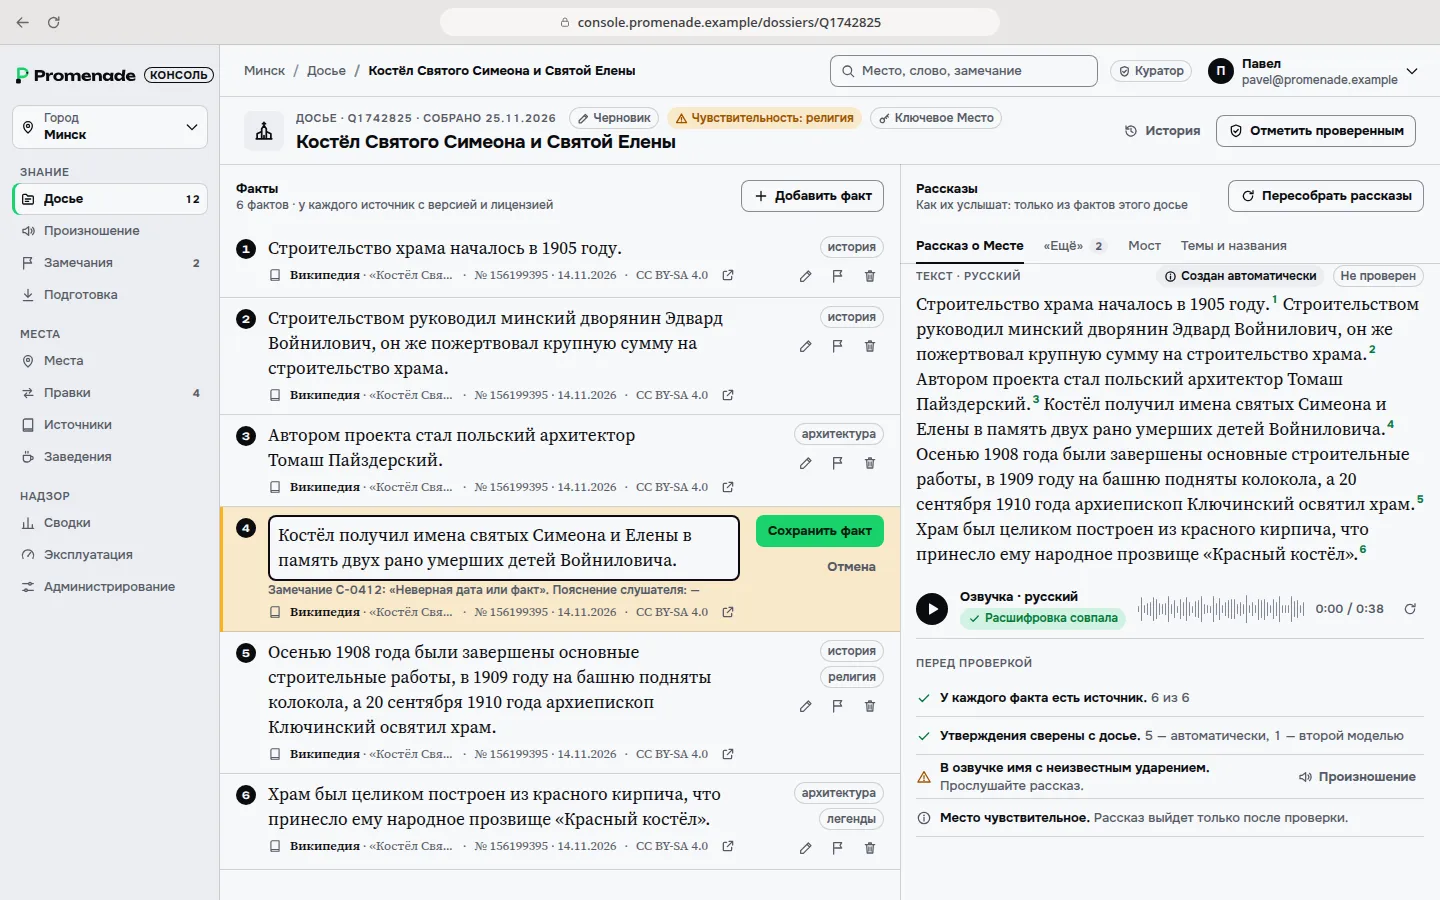 console.promenade.example/dossiers/Q1742825
Promenade КОНСОЛЬ
Город
Минск
ЗНАНИЕ
Досье 12
Произношение
Замечания 2
Подготовка
МЕСТА
Места
Правки 4
Источники
Заведения
НАДЗОР
Сводки
Эксплуатация
Администрирование
Минск / Досье / Костёл Святого Симеона и Святой Елены
Место, слово, замечание
Куратор
П
Павел
pavel@promenade.example
ДОСЬЕ · Q1742825 · СОБРАНО 25.11.2026 Черновик Чувствительность: религия Ключевое Место
Костёл Святого Симеона и Святой Елены
История Отметить проверенным
Факты
6 фактов · у каждого источник с версией и лицензией
Добавить факт
1 Строительство храма началось в 1905 году. история
Википедия · «Костёл Свя... · № 156199395 · 14.11.2026 · CC BY-SA 4.0
2 Строительством руководил минский дворянин Эдвард история
Войнилович, он же пожертвовал крупную сумму на
строительство храма.
Википедия · «Костёл Свя... · № 156199395 · 14.11.2026 · CC BY-SA 4.0
3 Автором проекта стал польский архитектор архитектура
Томаш Пайздерский.
Википедия · «Костёл Свя... · № 156199395 · 14.11.2026 · CC BY-SA 4.0
4 Костёл получил имена святых Симеона и Елены в
память двух рано умерших детей Войниловича.
Сохранить факт
Отмена
Замечание C-0412: «Неверная дата или факт». Пояснение слушателя: —
Википедия · «Костёл Свя... · № 156199395 · 14.11.2026 · CC BY-SA 4.0
5 Осенью 1908 года были завершены основные история
строительные работы, в 1909 году на башню подняты религия
колокола, а 20 сентября 1910 года архиепископ
Ключинский освятил храм.
Википедия · «Костёл Свя... · № 156199395 · 14.11.2026 · CC BY-SA 4.0
6 Храм был целиком построен из красного кирпича, что архитектура
принесло ему народное прозвище «Красный костёл». легенды
Википедия · «Костёл Свя... · № 156199395 · 14.11.2026 · CC BY-SA 4.0
Рассказы
Как их услышат: только из фактов этого досье
Пересобрать рассказы
Рассказ о Месте «Ещё» 2 Мост Темы и названия
ТЕКСТ · РУССКИЙ Создан автоматически Не проверен
Строительство храма началось в 1905 году.1 Строительством
руководил минский дворянин Эдвард Войнилович, он же
пожертвовал крупную сумму на строительство храма.2
Автором проекта стал польский архитектор Томаш
Пайздерский.3 Костёл получил имена святых Симеона и
Елены в память двух рано умерших детей Войниловича.4
Осенью 1908 года были завершены основные строительные
работы, в 1909 году на башню подняты колокола, а 20
сентября 1910 года архиепископ Ключинский освятил храм.5
Храм был целиком построен из красного кирпича, что
принесло ему народное прозвище «Красный костёл».6
Озвучка · русский
Расшифровка совпала
0:00 / 0:38
ПЕРЕД ПРОВЕРКОЙ
У каждого факта есть источник. 6 из 6
Утверждения сверены с досье. 5 — автоматически, 1 — второй моделью
В озвучке имя с неизвестным ударением.
Прослушайте рассказ.
Произношение
Место чувствительное. Рассказ выйдет только после проверки.